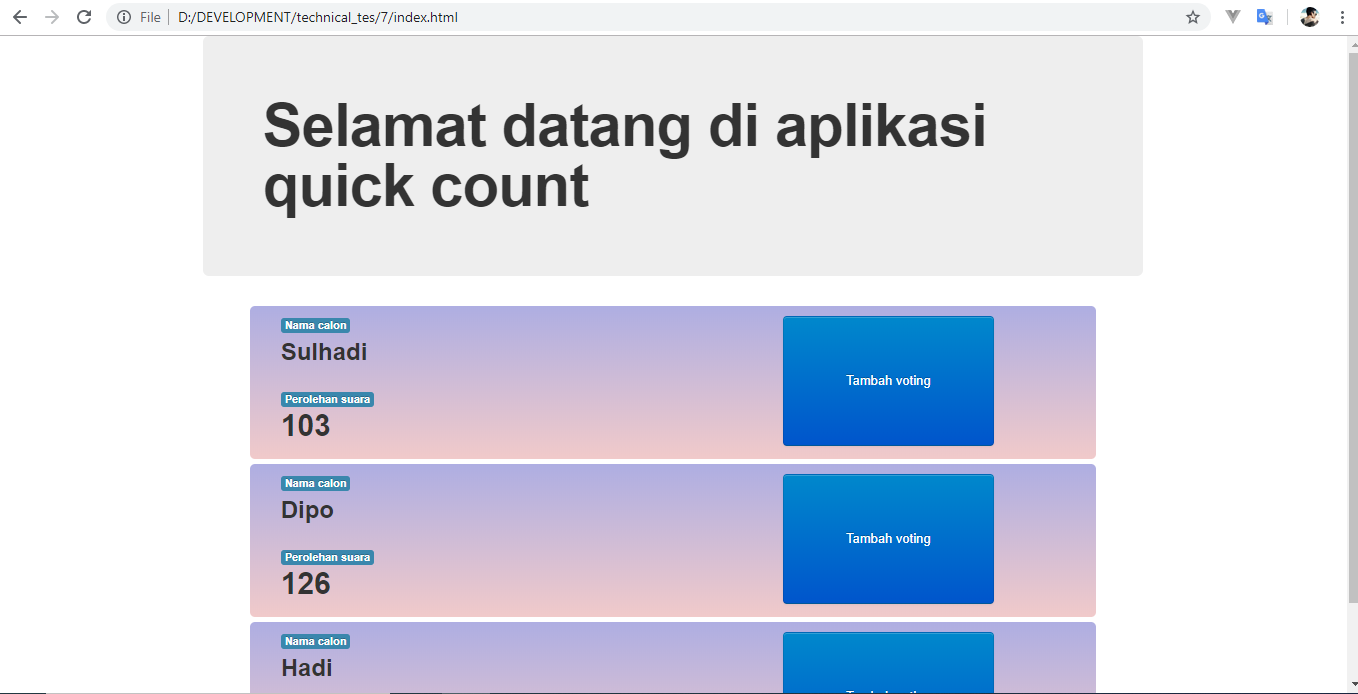 File
D:/DEVELOPMENT/technical_tes/7/index.html
Selamat datang di aplikasi
quick count
Nama calon
Sulhadi
Perolehan suara
103
Tambah voting
Nama calon
Dipo
Perolehan suara
126
Tambah voting
Nama calon
Hadi